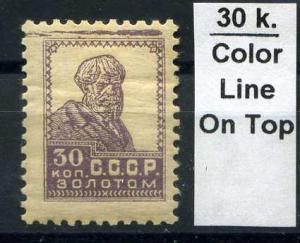 30 коп. С.С.С.Р.
ЗОЛОТОМ
30 k.
Color
Line
On Top